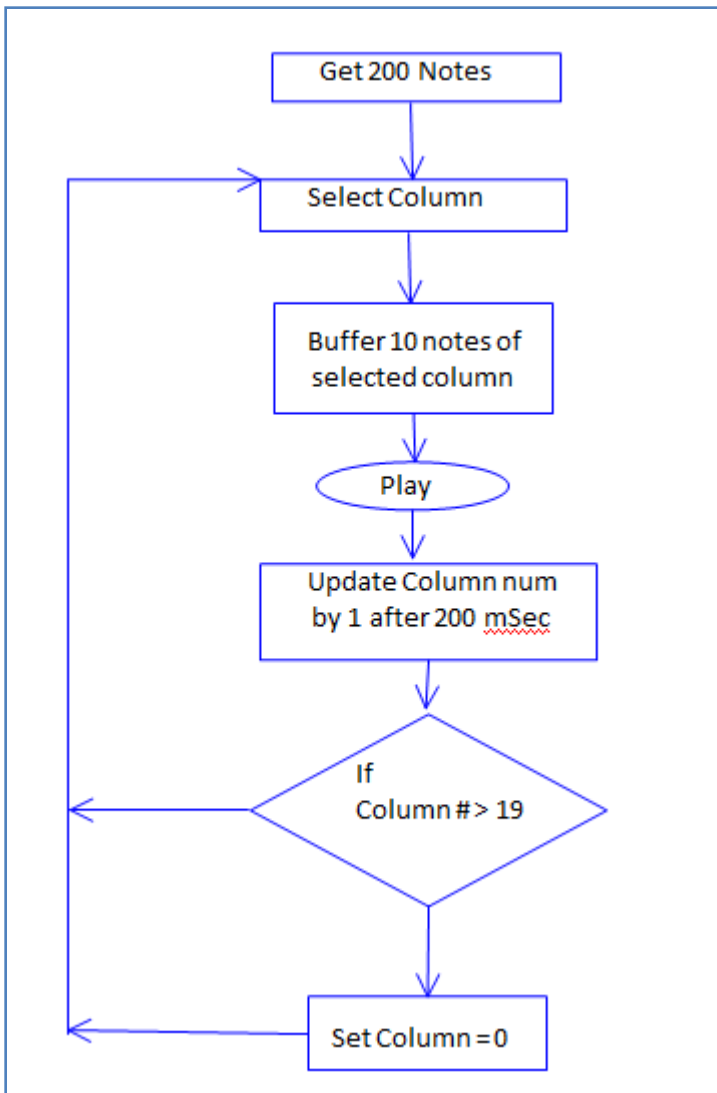 Get 200 Notes
Select Column
Buffer 10 notes of
selected column
Play
Update Column num
by 1 after 200 mSec
If
Column #> 19
Set Column = 0